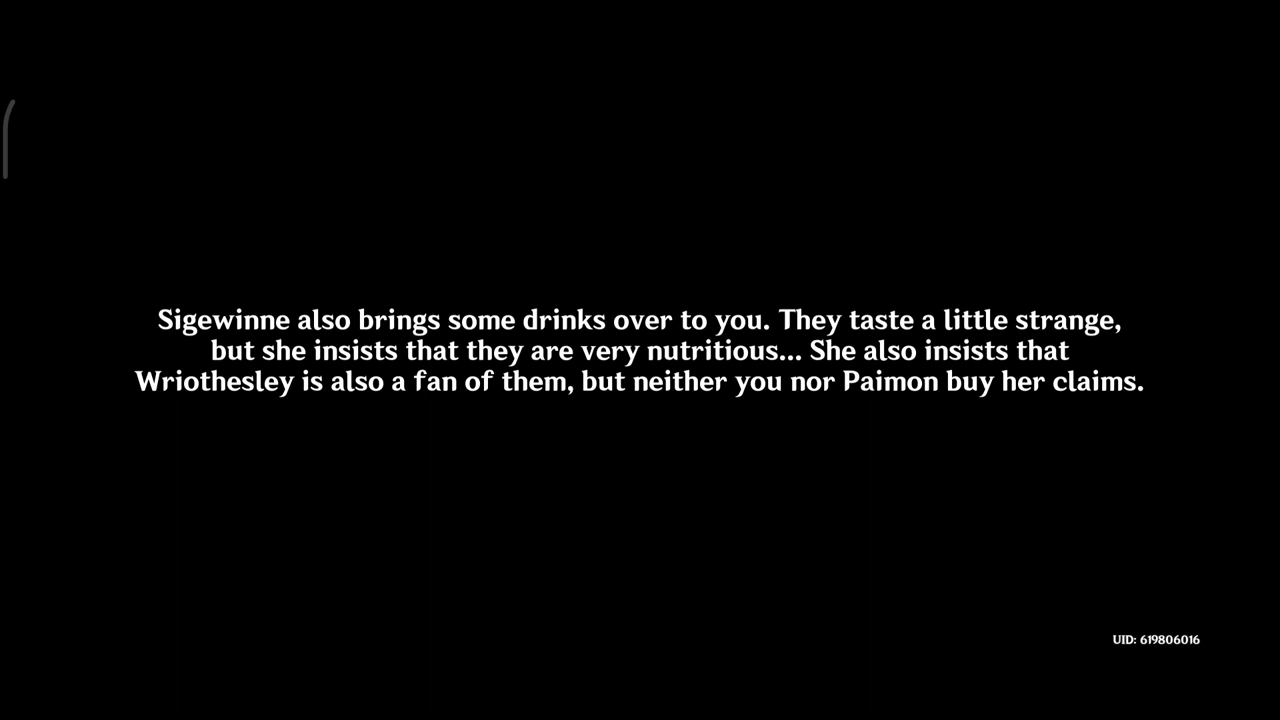 Sigewinne also brings some drinks over to you. They taste a little strange,
but she insists that they are very nutritious... She also insists that
Wriothesley is also a fan of them, but neither you nor Paimon buy her claims.
UID: 619806016